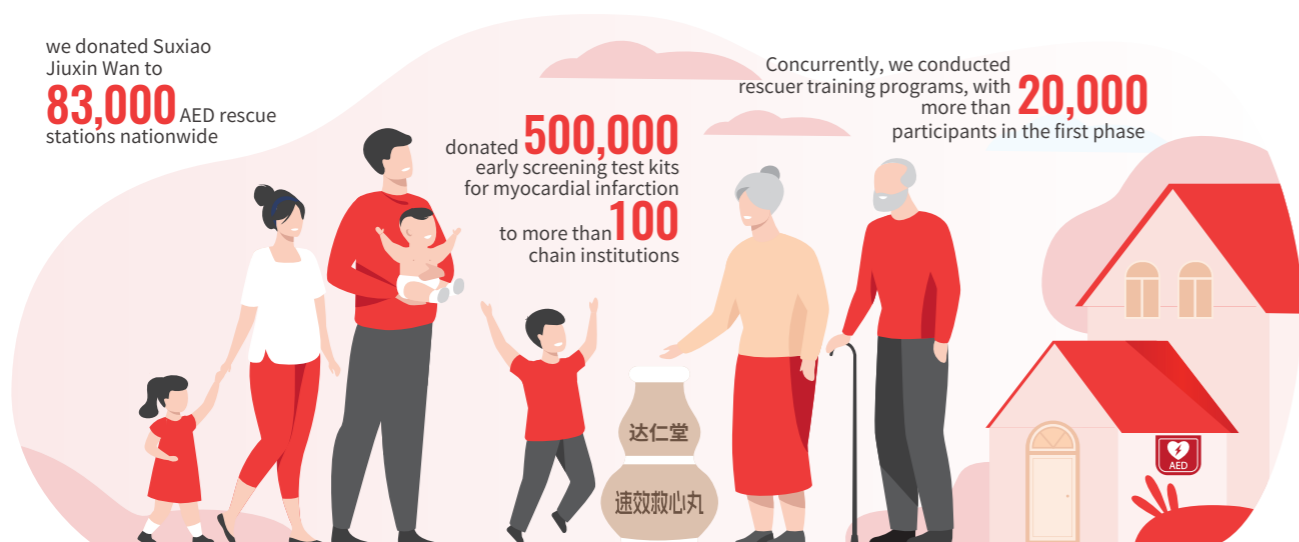 we donated Suxiao
Jiuxin Wan to
83,000 AED rescue
stations nationwide
donated 500,000
early screening test kits
for myocardial infarction
to more than 100
chain institutions
Concurrently, we conducted
rescuer training programs, with
more than 20,000
participants in the first phase
达仁堂
速效救心丸
AED